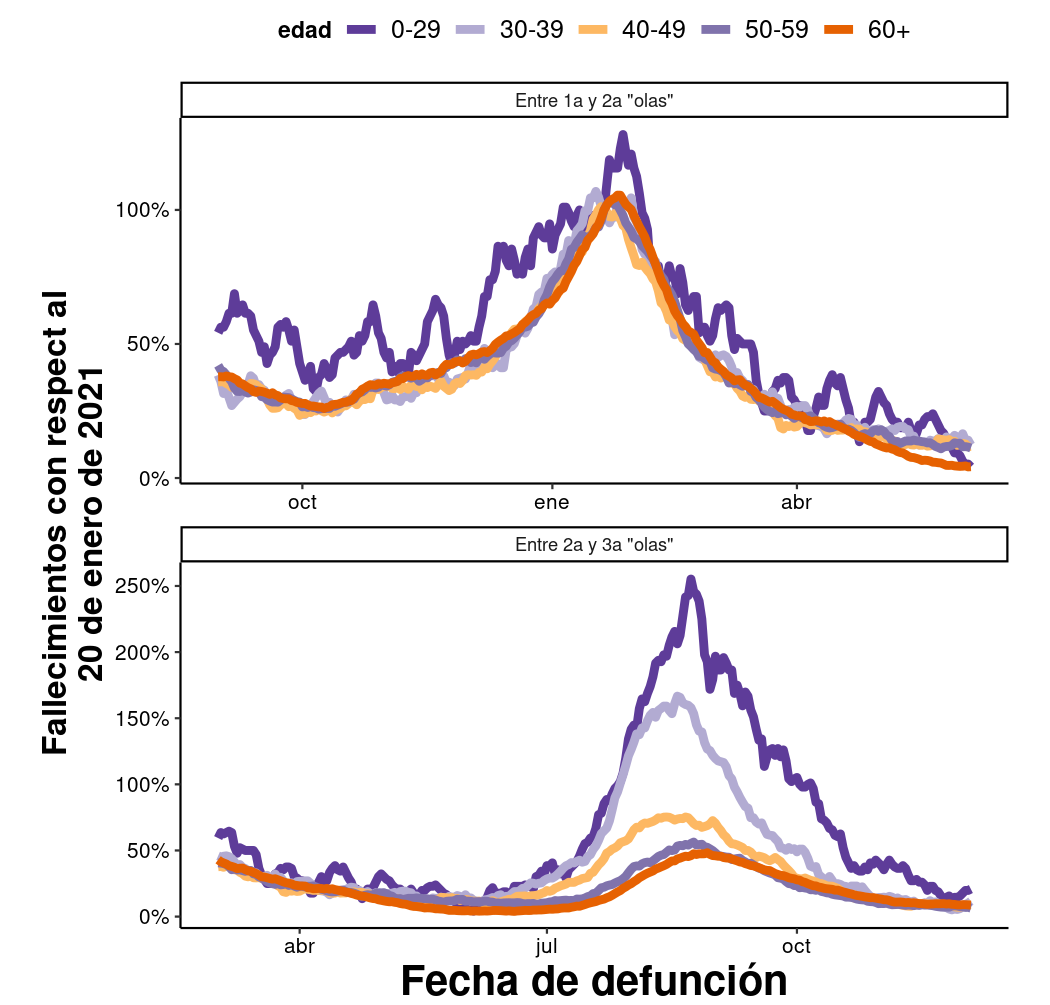 edad 0-29 30-39 40-49 50-59 60+
Entre 1a y 2a "olas"
100%
50%
0%
oct ene abr
Fallecimientos con respect al
20 de enero de 2021
Entre 2a y 3a "olas"
250%
200%
150%
100%
50%
0%
abr jul oct
Fecha de defunción